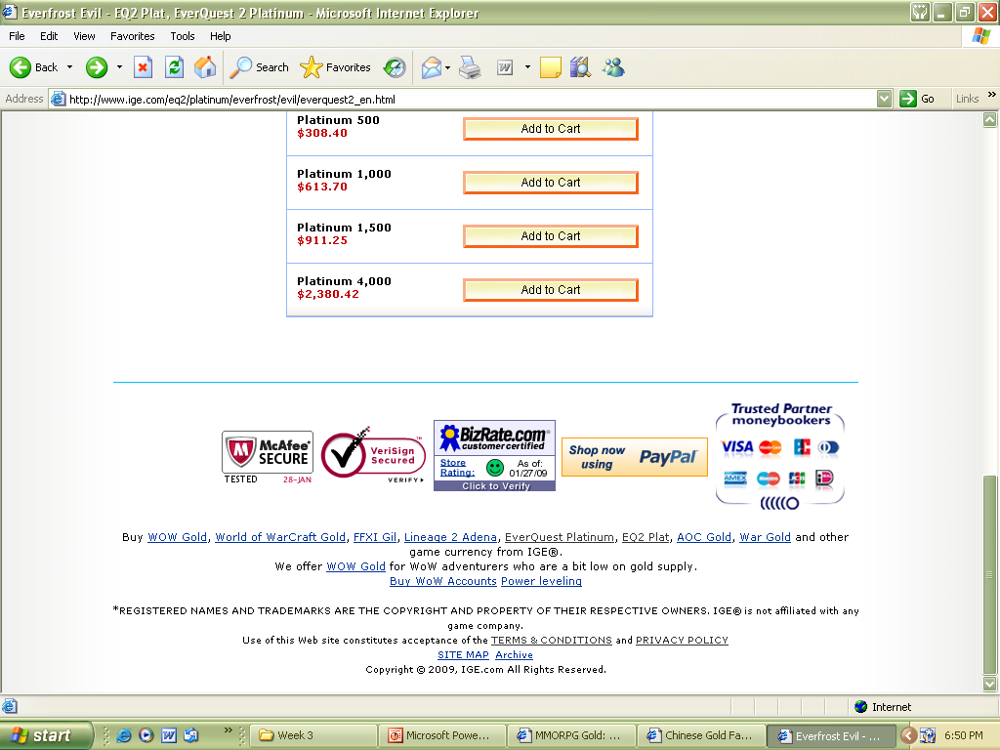 Everfrost Evil - EQ2 Plat, EverQuest 2 Platinum - Microsoft Internet Explorer
File Edit View Favorites Tools Help
Back Search Favorites
Address http://www.ige.com/eq2/platinum/everfrost/evil/everquest2_en.html Go Links »
Platinum 500
$308.40
Add to Cart
Platinum 1,000
$613.70
Add to Cart
Platinum 1,500
$911.25
Add to Cart
Platinum 4,000
$2,380.42
Add to Cart
McAfee
SECURE
TESTED 28-JAN
VeriSign
Secured
VERIFY
BizRate.com
customer certified
Store
Rating:
As of:
01/27/09
Click to Verify
Shop now
using
PayPal
Trusted Partner
moneybookers
VISA
AMEX
Maestro
JCB
Buy WOW Gold, World of WarCraft Gold, FFXI Gil, Lineage 2 Adena, EverQuest Platinum, EQ2 Plat, AOC Gold, War Gold and other
game currency from IGE®.
We offer WOW Gold for WoW adventurers who are a bit low on gold supply.
Buy WoW Accounts Power leveling
*REGISTERED NAMES AND TRADEMARKS ARE THE COPYRIGHT AND PROPERTY OF THEIR RESPECTIVE OWNERS. IGE® is not affiliated with any
game company.
Use of this Web site constitutes acceptance of the TERMS & CONDITIONS and PRIVACY POLICY
SITE MAP Archive
Copyright © 2009, IGE.com All Rights Reserved.
Internet
start » Week 3 Microsoft Powe... MMORPG Gold: ... Chinese Gold Fa... Everfrost Evil - ... 6:50 PM